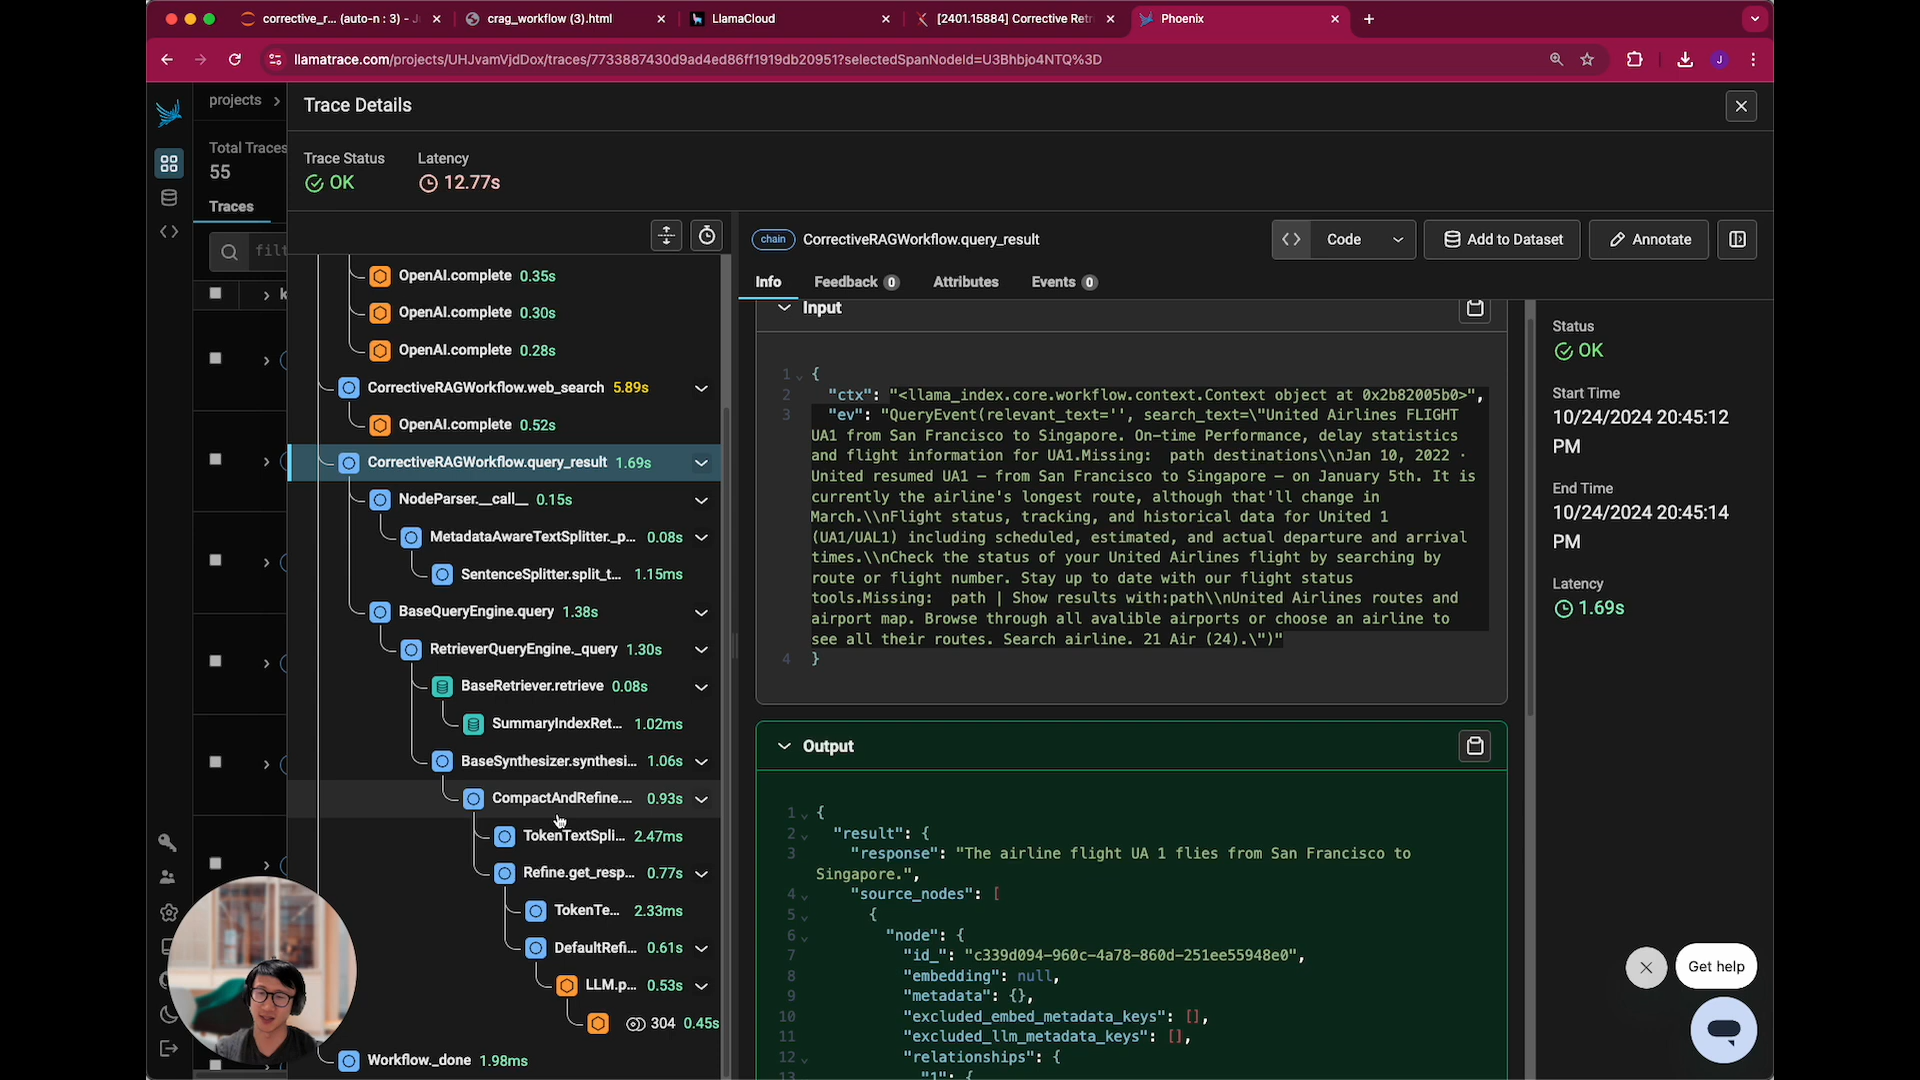 corrective_r... (auto-n : 3) - J
crag_workflow (3).html
LlamaCloud
[2401.15884] Corrective Retr
Phoenix
llamatrace.com/projects/UHJvamVjdDox/traces/7733887430d9ad4ed86ff1919db20951?selectedSpanNodeId=U3Bhbjo4NTQ%3D
J
projects
Total Traces
55
Traces
filt
k
Trace Details
Trace Status
OK
Latency
12.77s
OpenAI.complete 0.35s
OpenAI.complete 0.30s
OpenAI.complete 0.28s
CorrectiveRAGWorkflow.web_search 5.89s
OpenAI.complete 0.52s
CorrectiveRAGWorkflow.query_result 1.69s
NodeParser.__call__ 0.15s
MetadataAwareTextSplitter._p... 0.08s
SentenceSplitter.split_t... 1.15ms
BaseQueryEngine.query 1.38s
RetrieverQueryEngine._query 1.30s
BaseRetriever.retrieve 0.08s
SummaryIndexRet... 1.02ms
BaseSynthesizer.synthesi... 1.06s
CompactAndRefine.... 0.93s
TokenTextSpli... 2.47ms
Refine.get_resp... 0.77s
TokenTe... 2.33ms
DefaultRefi... 0.61s
LLM.p... 0.53s
304 0.45s
Workflow._done 1.98ms
chain CorrectiveRAGWorkflow.query_result
Code
Add to Dataset
Annotate
Info
Feedback 0
Attributes
Events 0
Input
1 {
2 "ctx": "<llama_index.core.workflow.context.Context object at 0x2b82005b0>",
3 "ev": "QueryEvent(relevant_text='', search_text=\"United Airlines FLIGHT
UA1 from San Francisco to Singapore. On-time Performance, delay statistics
and flight information for UA1.Missing: path destinations\\nJan 10, 2022 ·
United resumed UA1 — from San Francisco to Singapore — on January 5th. It is
currently the airline's longest route, although that'll change in
March.\\nFlight status, tracking, and historical data for United 1
(UA1/UAL1) including scheduled, estimated, and actual departure and arrival
times.\\nCheck the status of your United Airlines flight by searching by
route or flight number. Stay up to date with our flight status
tools.Missing: path | Show results with:path\\nUnited Airlines routes and
airport map. Browse through all avalible airports or choose an airline to
see all their routes. Search airline. 21 Air (24).\")"
4 }
Output
1 {
2 "result": {
3 "response": "The airline flight UA 1 flies from San Francisco to
Singapore.",
4 "source_nodes": [
5 {
6 "node": {
7 "id_": "c339d094-960c-4a78-860d-251ee55948e0",
8 "embedding": null,
9 "metadata": {},
10 "excluded_embed_metadata_keys": [],
11 "excluded_llm_metadata_keys": [],
12 "relationships": {
13 "1": {
Status
OK
Start Time
10/24/2024 20:45:12
PM
End Time
10/24/2024 20:45:14
PM
Latency
1.69s
Get help